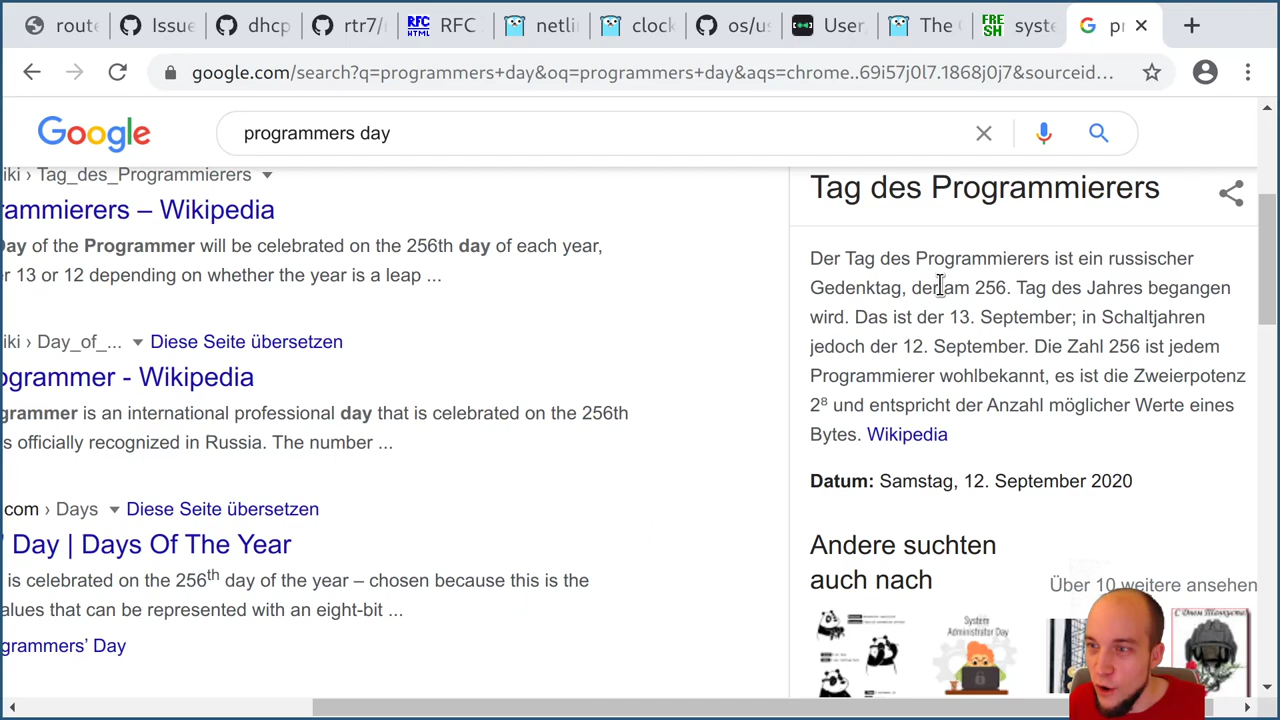 route
Issue
dhcp
rtr7/
RFC
HTML
RFC
netlin
clock
os/us
User
The
FRE
SH
syste
G
pr
google.com/search?q=programmers+day&oq=programmers+day&aqs=chrome..69i57j0l7.1868j0j7&sourceid...
Google
programmers day
iki › Tag_des_Programmierers
rammierers – Wikipedia
Day of the Programmer will be celebrated on the 256th day of each year,
er 13 or 12 depending on whether the year is a leap ...
iki › Day_of_... Diese Seite übersetzen
ogrammer - Wikipedia
grammer is an international professional day that is celebrated on the 256th
s officially recognized in Russia. The number ...
com › Days Diese Seite übersetzen
' Day | Days Of The Year
is celebrated on the 256th day of the year – chosen because this is the
alues that can be represented with an eight-bit ...
grammers' Day
Tag des Programmierers
Der Tag des Programmierers ist ein russischer
Gedenktag, der am 256. Tag des Jahres begangen
wird. Das ist der 13. September; in Schaltjahren
jedoch der 12. September. Die Zahl 256 ist jedem
Programmierer wohlbekannt, es ist die Zweierpotenz
2⁸ und entspricht der Anzahl möglicher Werte eines
Bytes. Wikipedia
Datum: Samstag, 12. September 2020
Andere suchten
auch nach
Über 10 weitere ansehen
System
Administrator Day